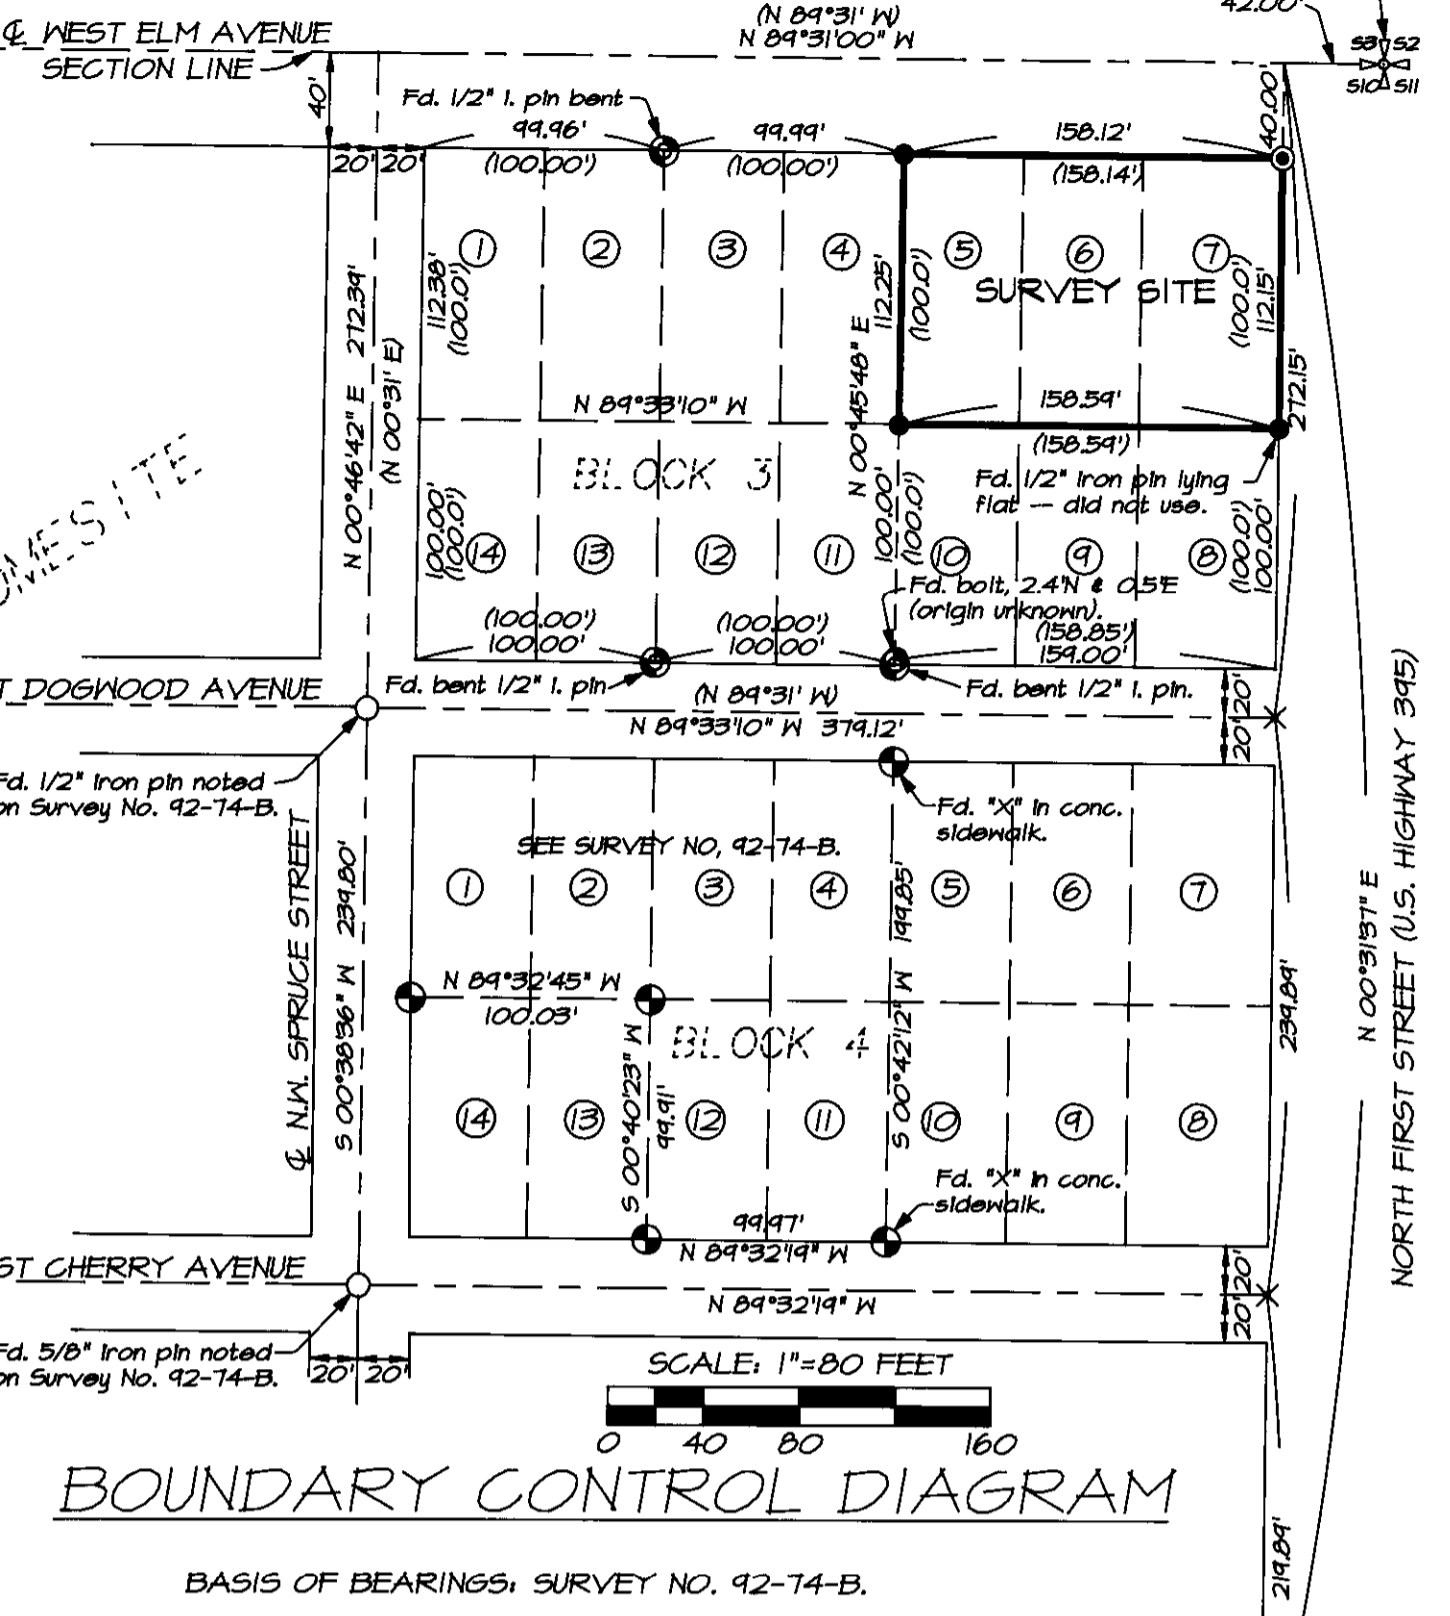 (N 89°31' W)
N 89°31'00" W
42.00'
℄ WEST ELM AVENUE
SECTION LINE
S3 S2
S10 S11
40'
40.00'
Fd. 1/2" I. pin bent
99.96'
99.99'
158.12'
20' 20'
(100.00')
(100.00')
(158.14')
1 2 3 4 5 6 7
SURVEY SITE
112.38'
(100.0')
112.25'
(100.0')
(100.0')
112.15'
N 00°46'42" E 272.39'
(N 00°31' E)
N 00°45'48" E
272.15'
N 89°33'10" W
158.59'
(158.59')
BLOCK 3
Fd. 1/2" iron pin lying
flat — did not use.
OMESITE
100.00'
(100.0')
100.00'
(100.0')
(100.0')
100.00'
14 13 12 11 10 9 8
Fd. bolt, 2.4'N & 0.5'E
(origin unknown).
(100.00')
100.00'
(100.00')
100.00'
(158.85')
159.00'
T DOGWOOD AVENUE
Fd. bent 1/2" I. pin
Fd. bent 1/2" I. pin.
(N 89°31' W)
N 89°33'10" W 379.12'
20'
20'
Fd. 1/2" iron pin noted
on Survey No. 92-74-B.
Fd. "X" in conc.
sidewalk.
SEE SURVEY NO, 92-74-B.
1 2 3 4 5 6 7
℄ N.W. SPRUCE STREET
S 00°38'36" W 239.80'
S 00°42'12" W 199.85'
N 89°32'45" W
100.03'
BLOCK 4
239.89'
N 00°31'37" E
NORTH FIRST STREET (U.S. HIGHWAY 395)
S 00°40'23" W
99.91'
14 13 12 11 10 9 8
Fd. "X" in conc.
sidewalk.
99.97'
N 89°32'19" W
ST CHERRY AVENUE
N 89°32'19" W
20'
20'
Fd. 5/8" iron pin noted
on Survey No. 92-74-B.
20' 20'
SCALE: 1"=80 FEET
0 40 80 160
BOUNDARY CONTROL DIAGRAM
219.89'
BASIS OF BEARINGS: SURVEY NO. 92-74-B.